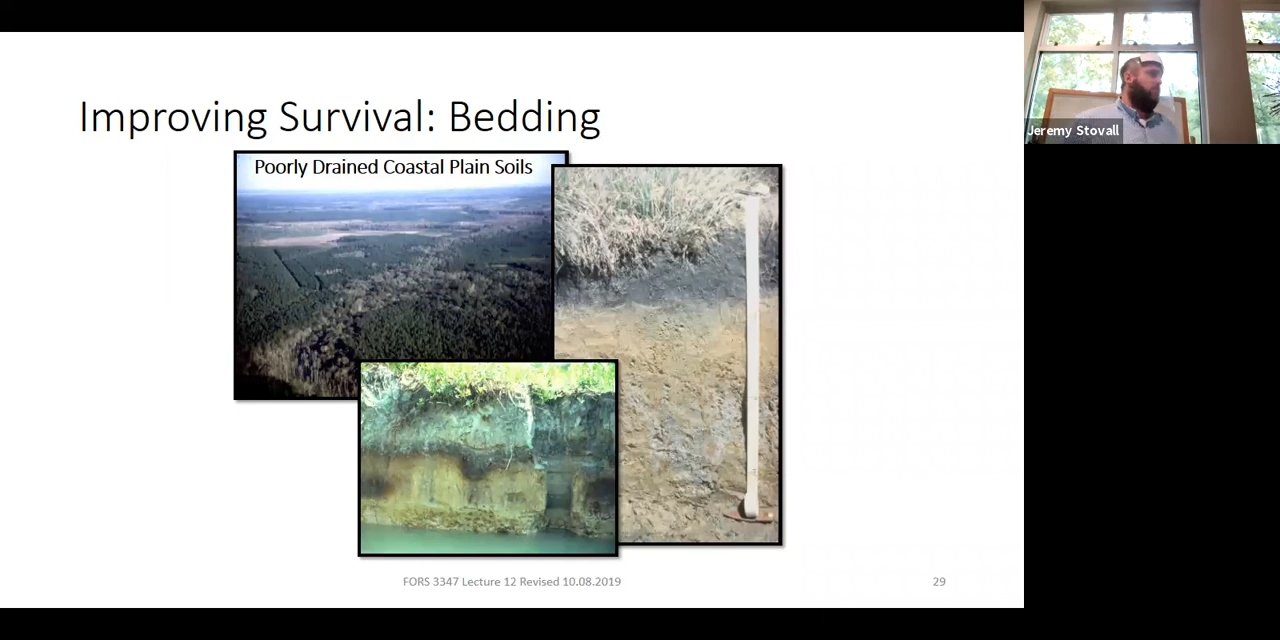 Improving Survival: Bedding
Poorly Drained Coastal Plain Soils
Jeremy Stovall
FORS 3347 Lecture 12 Revised 10.08.2019
29